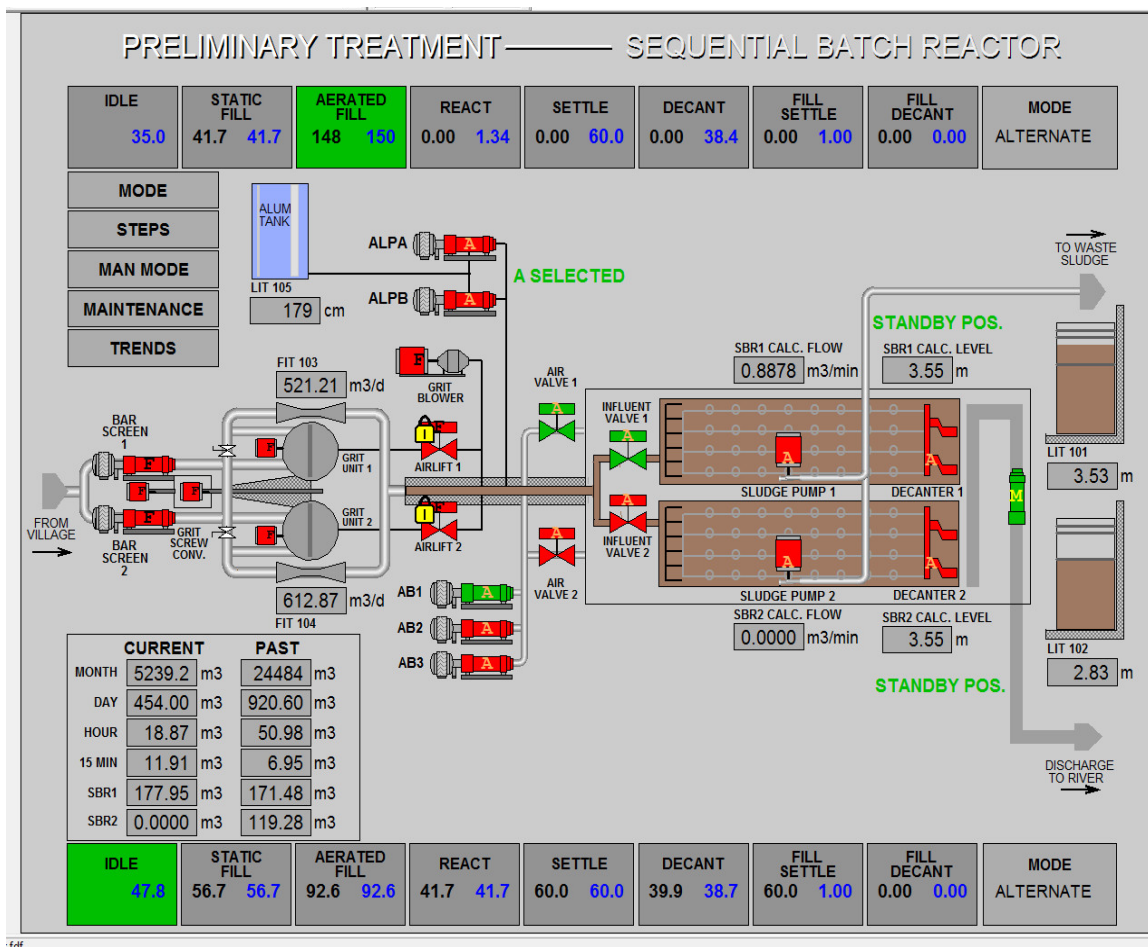 PRELIMINARY TREATMENT SEQUENTIAL BATCH REACTOR
IDLE
35.0
STATIC
FILL
41.7 41.7
AERATED
FILL
148 150
REACT
0.00 1.34
SETTLE
0.00 60.0
DECANT
0.00 38.4
FILL
SETTLE
0.00 1.00
FILL
DECANT
0.00 0.00
MODE
ALTERNATE
MODE
STEPS
MAN MODE
MAINTENANCE
TRENDS
ALUM
TANK
LIT 105
179 cm
ALPA A
ALPB A
A SELECTED
F
GRIT
BLOWER
FIT 103
521.21 m3/d
BAR
SCREEN
1
F
F
GRIT
UNIT 1
I F
AIRLIFT 1
F F
FROM
VILLAGE
F
BAR
SCREEN
2
GRIT
SCREW
CONV.
F
GRIT
UNIT 2
I F
AIRLIFT 2
612.87 m3/d
FIT 104
AIR
VALVE 1
A
INFLUENT
VALVE 1
A
A
INFLUENT
VALVE 2
A
AIR
VALVE 2
AB1 A
AB2 A
AB3 A
STANDBY POS.
SBR1 CALC. FLOW
0.8878 m3/min
SBR1 CALC. LEVEL
3.55 m
A
SLUDGE PUMP 1
A
DECANTER 1
A
SLUDGE PUMP 2
A
DECANTER 2
SBR2 CALC. FLOW
0.0000 m3/min
SBR2 CALC. LEVEL
3.55 m
STANDBY POS.
M
TO WASTE
SLUDGE
LIT 101
3.53 m
LIT 102
2.83 m
DISCHARGE
TO RIVER
CURRENT PAST
MONTH 5239.2 m3 24484 m3
DAY 454.00 m3 920.60 m3
HOUR 18.87 m3 50.98 m3
15 MIN 11.91 m3 6.95 m3
SBR1 177.95 m3 171.48 m3
SBR2 0.0000 m3 119.28 m3
IDLE
47.8
STATIC
FILL
56.7 56.7
AERATED
FILL
92.6 92.6
REACT
41.7 41.7
SETTLE
60.0 60.0
DECANT
39.9 38.7
FILL
SETTLE
60.0 1.00
FILL
DECANT
0.00 0.00
MODE
ALTERNATE